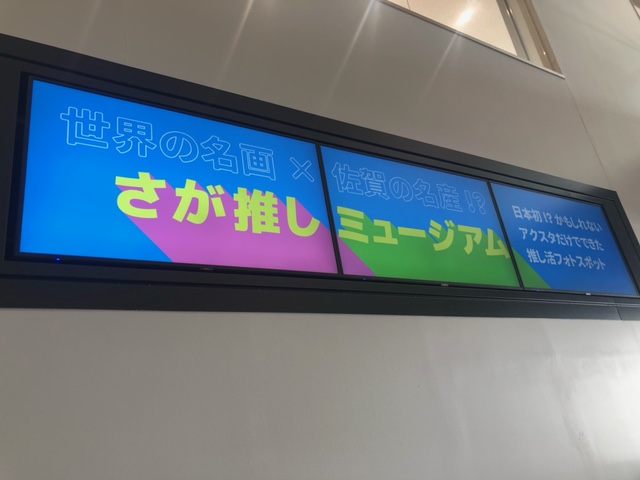 世界の名画×佐賀の名産!?
さが推しミュージアム
日本初!?かもしれない
アクスタだけでできた
推し活フォトスポット